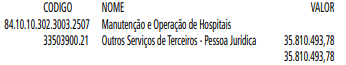 CODIGO NOME VALOR
84.10.10.302.3003.2507 Manutenção e Operação de Hospitais
33503900.21 Outros Serviços de Terceiros - Pessoa Jurídica 35.810.493,78
35.810.493,78